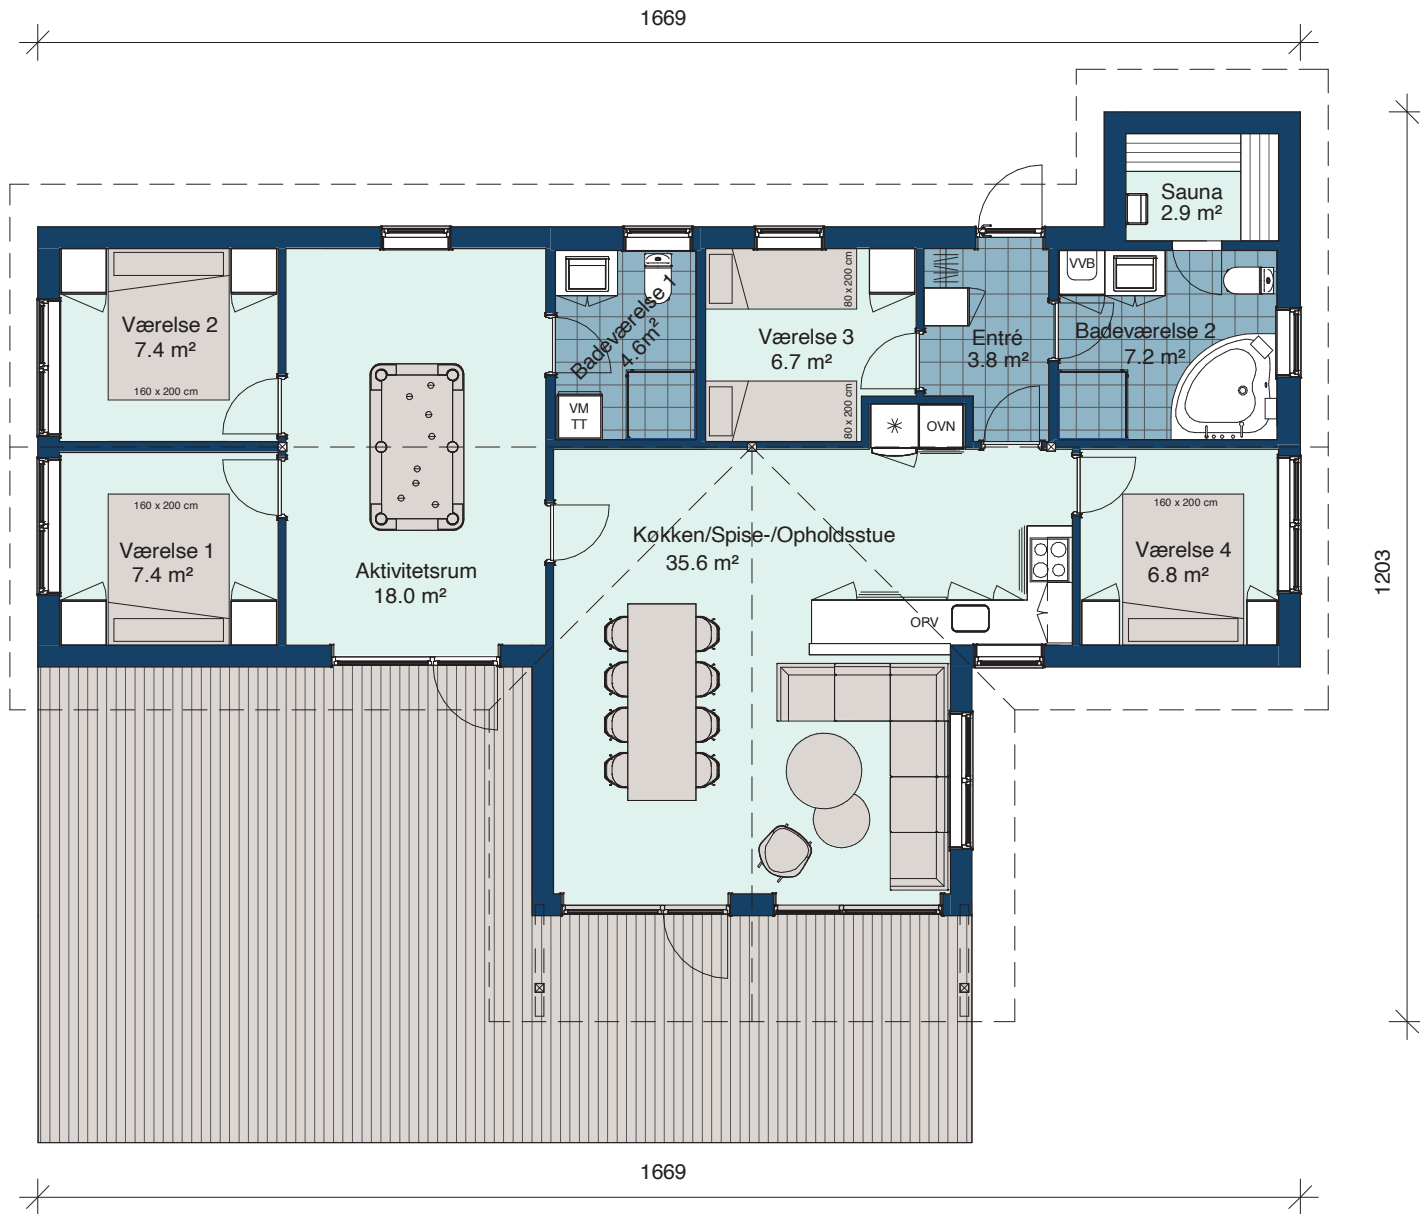 1669
Sauna
2.9 m²
VVB
Værelse 2
7.4 m²
160 x 200 cm
Badeværelse 1
4.6m²
VM
TT
80 x 200 cm
Værelse 3
6.7 m²
80 x 200 cm
Entré
3.8 m²
Badeværelse 2
7.2 m²
OVN
160 x 200 cm
Værelse 1
7.4 m²
Aktivitetsrum
18.0 m²
Køkken/Spise-/Opholdsstue
35.6 m²
160 x 200 cm
Værelse 4
6.8 m²
OPV
1203
1669